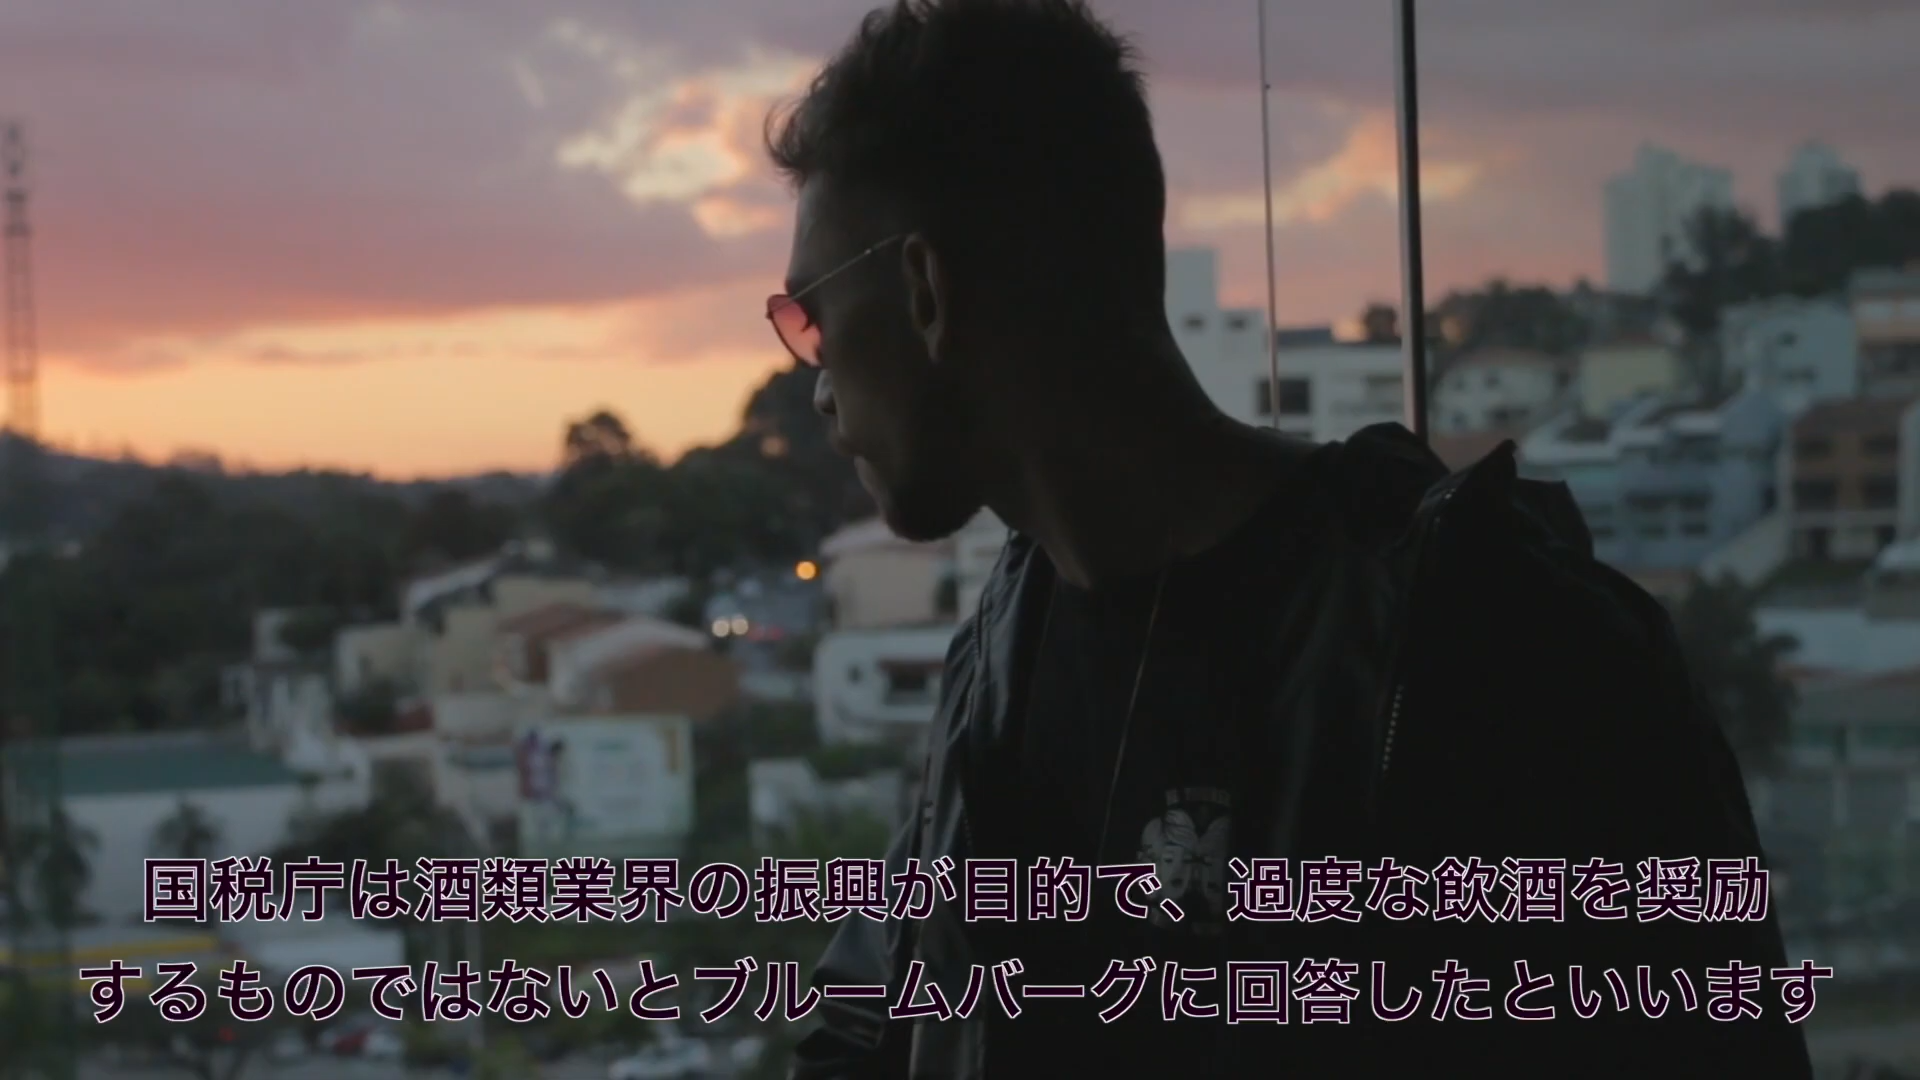 国税庁は酒類業界の振興が目的で、過度な飲酒を奨励
するものではないとブルームバーグに回答したといいます